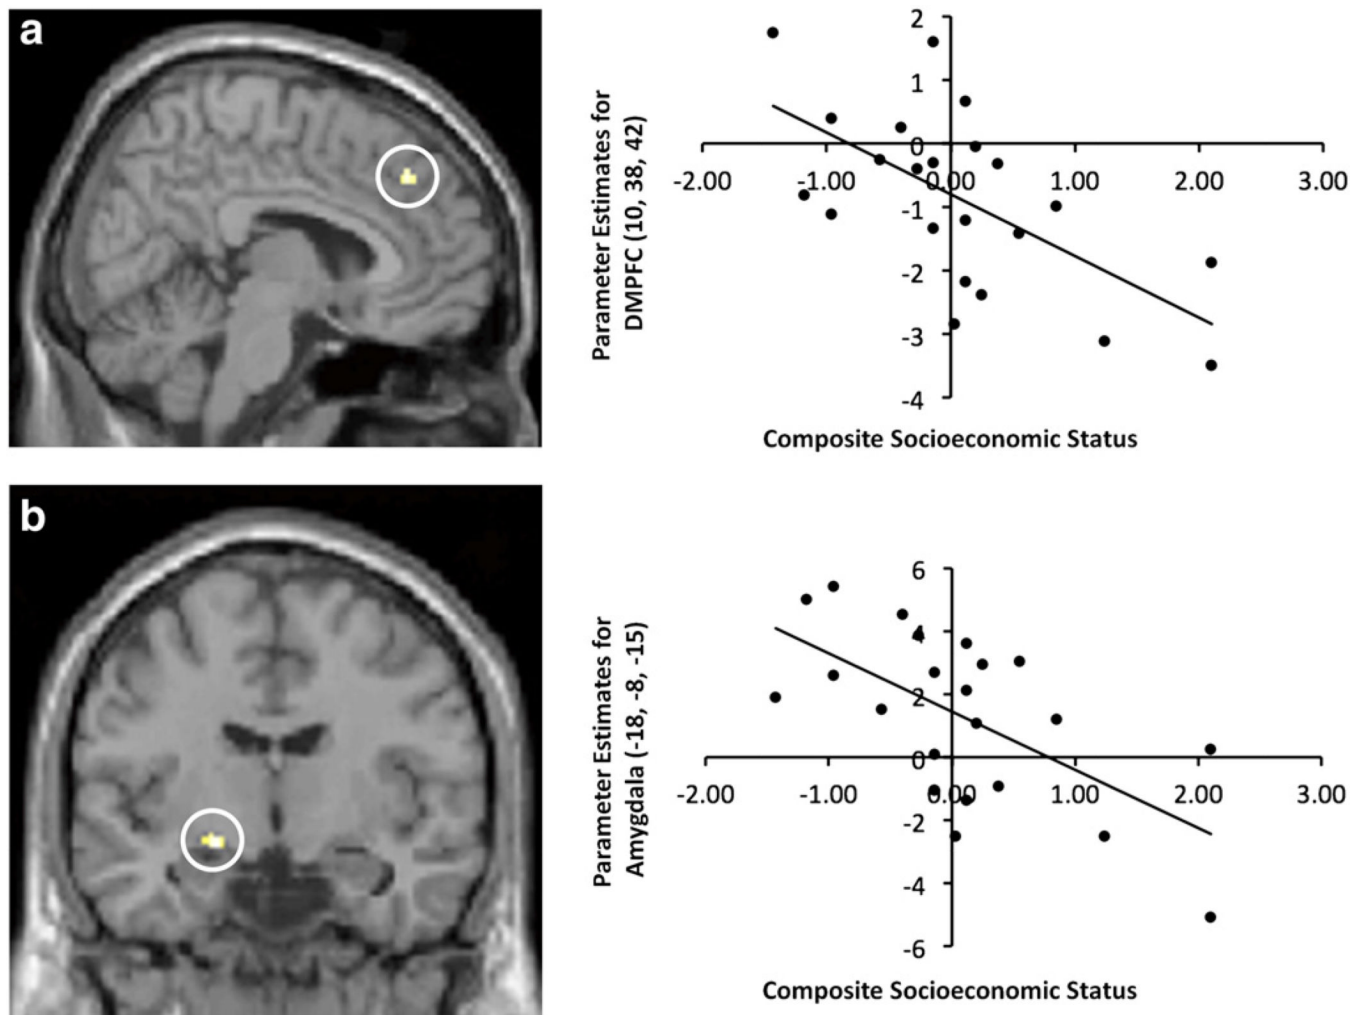 a
Parameter Estimates for
DMPFC (10, 38, 42)
2
1
0
-2.00 -1.00 0.00 1.00 2.00 3.00
-1
-2
-3
-4
Composite Socioeconomic Status
b
Parameter Estimates for
Amygdala (-18, -8, -15)
6
4
2
0
-2.00 -1.00 0.00 1.00 2.00 3.00
-2
-4
-6
Composite Socioeconomic Status